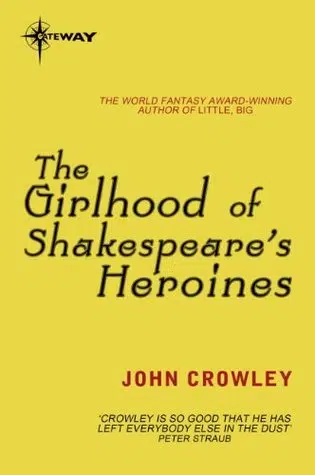 GATEWAY
THE WORLD FANTASY AWARD-WINNING
AUTHOR OF LITTLE, BIG
The
Girlhood of
Shakespeare's
Heroines
JOHN CROWLEY
'CROWLEY IS SO GOOD THAT HE HAS
LEFT EVERYBODY ELSE IN THE DUST'
PETER STRAUB